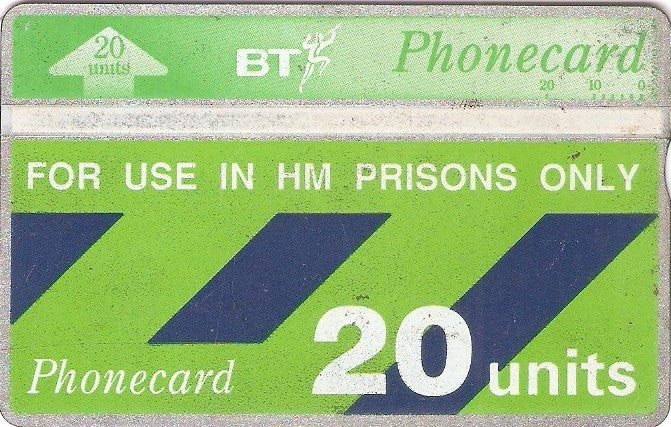 20 units
BT Phonecard
20 10 0
FOR USE IN HM PRISONS ONLY
Phonecard 20 units